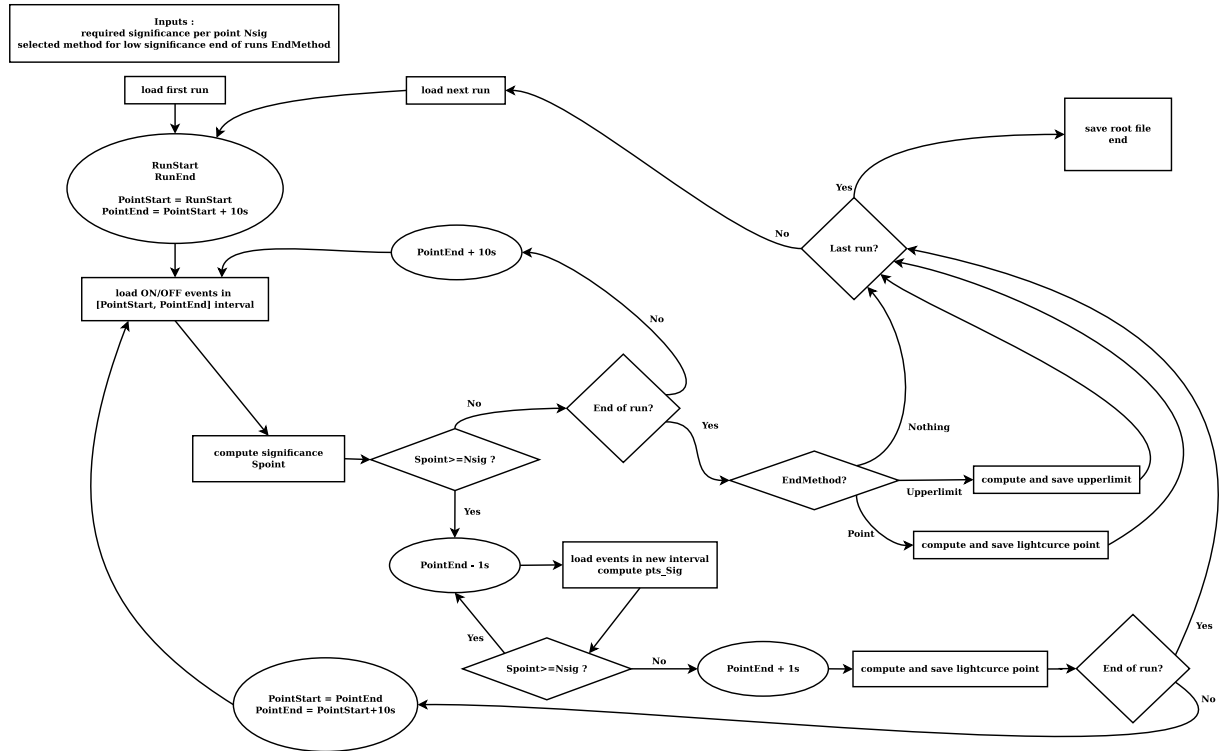 Inputs :
required significance per point Nsig
selected method for low significance end of runs EndMethod
load first run
load next run
save root file
end
RunStart
RunEnd
PointStart = RunStart
PointEnd = PointStart + 10s
Yes
No
Last run?
PointEnd + 10s
load ON/OFF events in
[PointStart, PointEnd] interval
No
No
End of run?
Yes
Nothing
compute significance
Spoint
Spoint>=Nsig ?
EndMethod?
Upperlimit
compute and save upperlimit
Yes
Point
compute and save lightcurce point
PointEnd - 1s
load events in new interval
compute pts_Sig
Yes
Yes
Spoint>=Nsig ?
No
PointEnd + 1s
compute and save lightcurce point
End of run?
No
PointStart = PointEnd
PointEnd = PointStart+10s